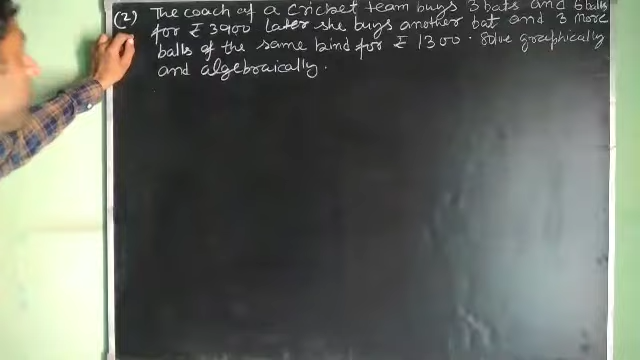 (2) The coach of a cricket team buys 3 bats and 6 balls
for ₹ 3900 later she buys another bat and 3 more
balls of the same kind for ₹ 1300. Solve graphically
and algebraically.